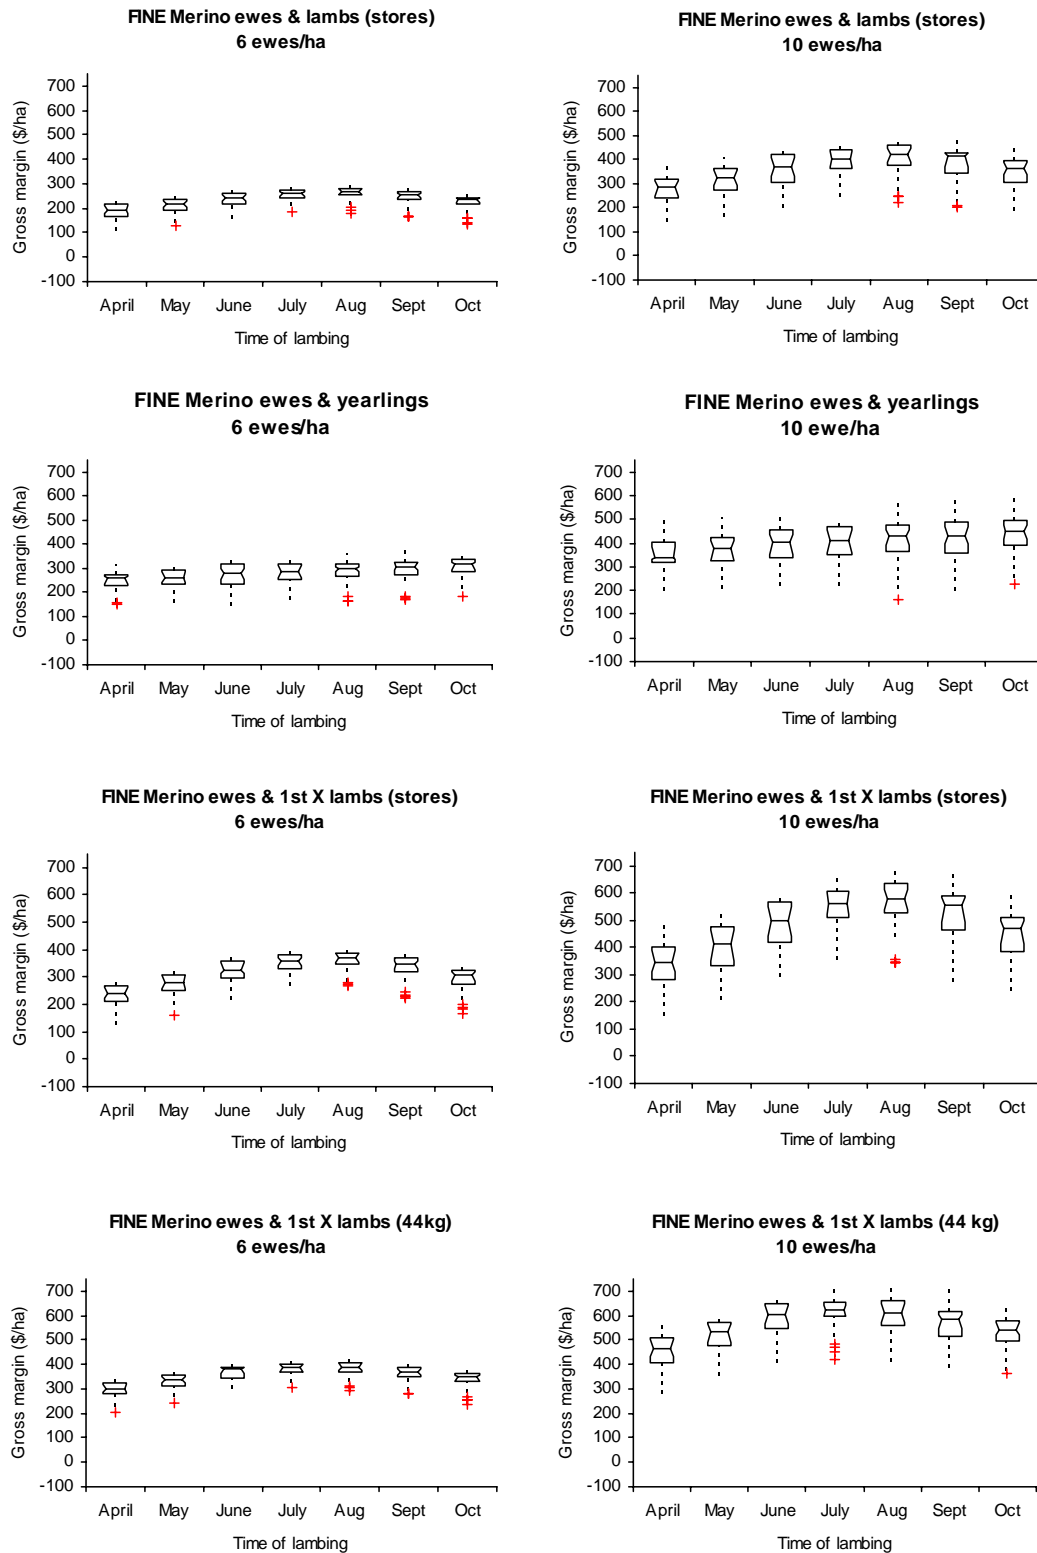 FINE Merino ewes & lambs (stores)
6 ewes/ha
Gross margin ($/ha)
700
600
500
400
300
200
100
0
-100
April May June July Aug Sept Oct
Time of lambing
FINE Merino ewes & lambs (stores)
10 ewes/ha
Gross margin ($/ha)
700
600
500
400
300
200
100
0
-100
April May June July Aug Sept Oct
Time of lambing
FINE Merino ewes & yearlings
6 ewes/ha
Gross margin ($/ha)
700
600
500
400
300
200
100
0
-100
April May June July Aug Sept Oct
Time of lambing
FINE Merino ewes & yearlings
10 ewe/ha
Gross margin ($/ha)
700
600
500
400
300
200
100
0
-100
April May June July Aug Sept Oct
Time of lambing
FINE Merino ewes & 1st X lambs (stores)
6 ewes/ha
Gross margin ($/ha)
700
600
500
400
300
200
100
0
-100
April May June July Aug Sept Oct
Time of lambing
FINE Merino ewes & 1st X lambs (stores)
10 ewes/ha
Gross margin ($/ha)
700
600
500
400
300
200
100
0
-100
April May June July Aug Sept Oct
Time of lambing
FINE Merino ewes & 1st X lambs (44kg)
6 ewes/ha
Gross margin ($/ha)
700
600
500
400
300
200
100
0
-100
April May June July Aug Sept Oct
Time of lambing
FINE Merino ewes & 1st X lambs (44 kg)
10 ewes/ha
Gross margin ($/ha)
700
600
500
400
300
200
100
0
-100
April May June July Aug Sept Oct
Time of lambing